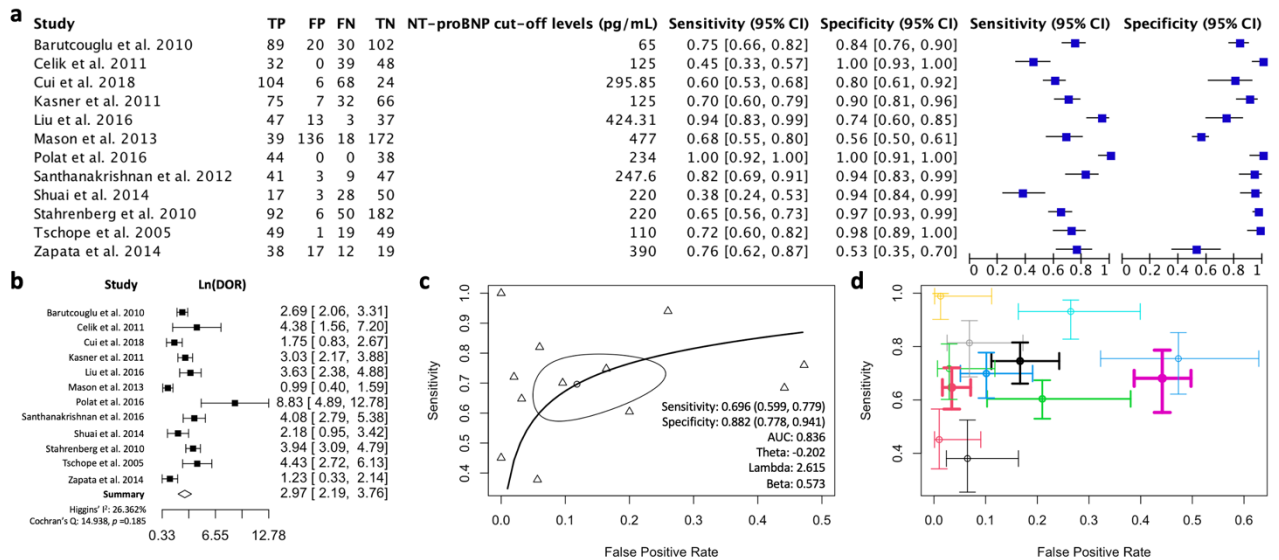 a
Study TP FP FN TN NT-proBNP cut-off levels (pg/mL) Sensitivity (95% CI) Specificity (95% CI) Sensitivity (95% CI) Specificity (95% CI)
Barutcouglu et al. 2010 89 20 30 102 65 0.75 [0.66, 0.82] 0.84 [0.76, 0.90]
Celik et al. 2011 32 0 39 48 125 0.45 [0.33, 0.57] 1.00 [0.93, 1.00]
Cui et al. 2018 104 6 68 24 295.85 0.60 [0.53, 0.68] 0.80 [0.61, 0.92]
Kasner et al. 2011 75 7 32 66 125 0.70 [0.60, 0.79] 0.90 [0.81, 0.96]
Liu et al. 2016 47 13 3 37 424.31 0.94 [0.83, 0.99] 0.74 [0.60, 0.85]
Mason et al. 2013 39 136 18 172 477 0.68 [0.55, 0.80] 0.56 [0.50, 0.61]
Polat et al. 2016 44 0 0 38 234 1.00 [0.92, 1.00] 1.00 [0.91, 1.00]
Santhanakrishnan et al. 2012 41 3 9 47 247.6 0.82 [0.69, 0.91] 0.94 [0.83, 0.99]
Shuai et al. 2014 17 3 28 50 220 0.38 [0.24, 0.53] 0.94 [0.84, 0.99]
Stahrenberg et al. 2010 92 6 50 182 220 0.65 [0.56, 0.73] 0.97 [0.93, 0.99]
Tschope et al. 2005 49 1 19 49 110 0.72 [0.60, 0.82] 0.98 [0.89, 1.00]
Zapata et al. 2014 38 17 12 19 390 0.76 [0.62, 0.87] 0.53 [0.35, 0.70]
0 0.2 0.4 0.6 0.8 1 0 0.2 0.4 0.6 0.8 1
b
Study Ln(DOR)
Barutcouglu et al. 2010 2.69 [ 2.06, 3.31]
Celik et al. 2011 4.38 [ 1.56, 7.20]
Cui et al. 2018 1.75 [ 0.83, 2.67]
Kasner et al. 2011 3.03 [ 2.17, 3.88]
Liu et al. 2016 3.63 [ 2.38, 4.88]
Mason et al. 2013 0.99 [ 0.40, 1.59]
Polat et al. 2016 8.83 [ 4.89, 12.78]
Santhanakrishnan et al. 2016 4.08 [ 2.79, 5.38]
Shuai et al. 2014 2.18 [ 0.95, 3.42]
Stahrenberg et al. 2010 3.94 [ 3.09, 4.79]
Tschope et al. 2005 4.43 [ 2.72, 6.13]
Zapata et al. 2014 1.23 [ 0.33, 2.14]
Summary 2.97 [ 2.19, 3.76]
Higgins' I²: 26.362%
Cochran's Q: 14.938, p =0.185
0.33 6.55 12.78
c
Sensitivity
1.0
0.9
0.8
0.7
0.6
0.5
0.4
Sensitivity: 0.696 (0.599, 0.779)
Specificity: 0.882 (0.778, 0.941)
AUC: 0.836
Theta: -0.202
Lambda: 2.615
Beta: 0.573
0.0 0.1 0.2 0.3 0.4 0.5
False Positive Rate
d
Sensitivity
1.0
0.8
0.6
0.4
0.0 0.1 0.2 0.3 0.4 0.5 0.6
False Positive Rate